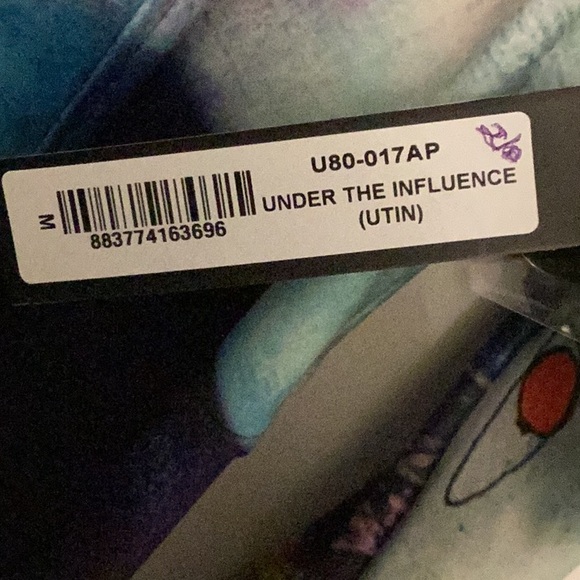 U80-017AP
UNDER THE INFLUENCE
(UTIN)
M
883774163696